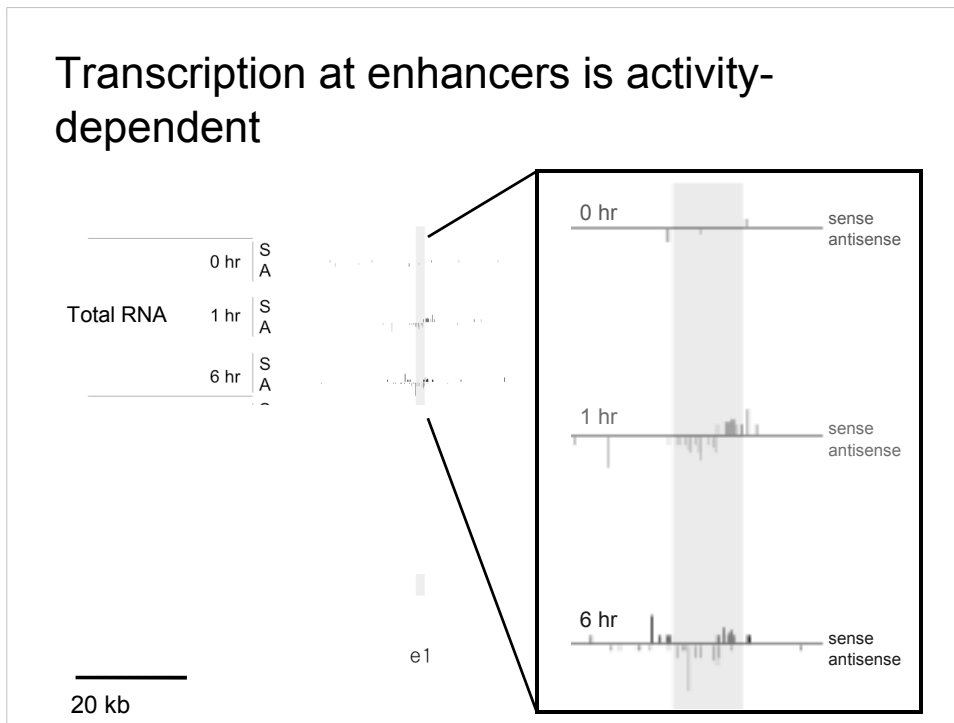 Transcription at enhancers is activity-
dependent
Total RNA
0 hr
S
A
1 hr
S
A
6 hr
S
A
e1
20 kb
0 hr
sense
antisense
1 hr
sense
antisense
6 hr
sense
antisense